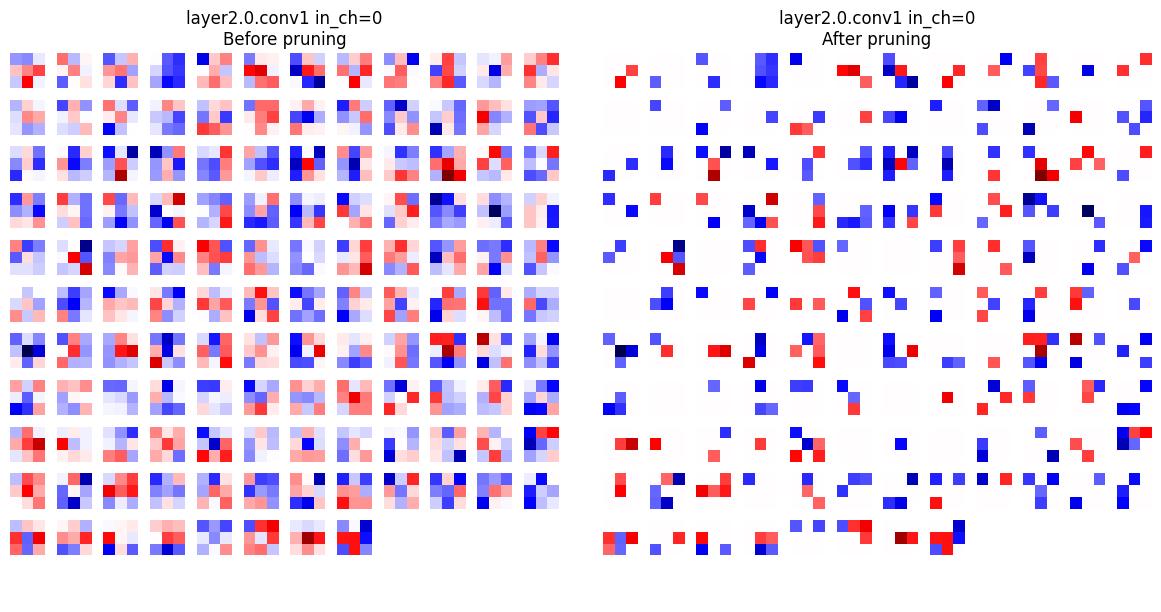 layer2.0.conv1 in_ch=0
Before pruning
layer2.0.conv1 in_ch=0
After pruning